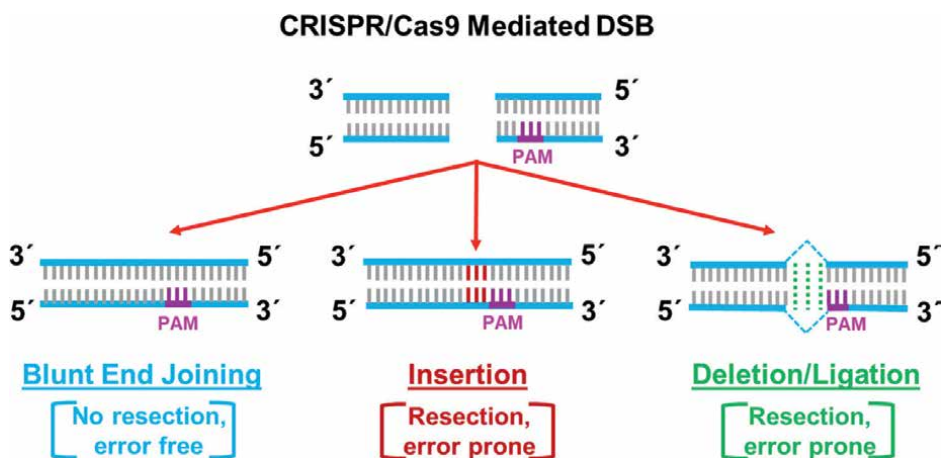 CRISPR/Cas9 Mediated DSB
3´ 5´
5´ 3´
PAM
3´ 5´
5´ 3´
PAM
Blunt End Joining
No resection,
error free
3´ 5´
5´ 3´
PAM
Insertion
Resection,
error prone
3´ 5´
5´ 3´
PAM
Deletion/Ligation
Resection,
error prone